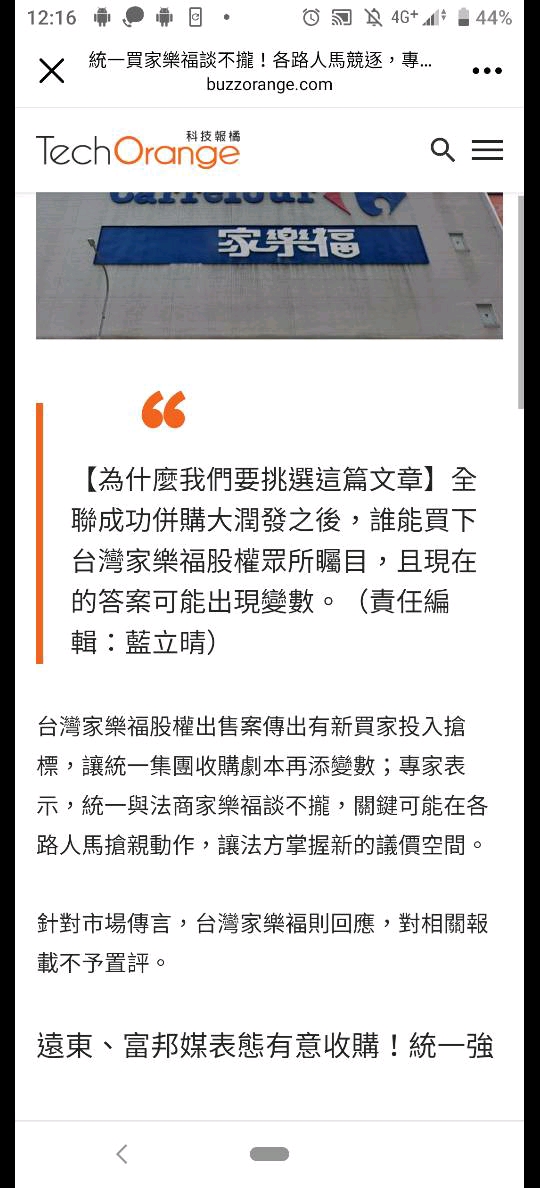 12:16
4G+
44%
統一買家樂福談不攏！各路人馬競逐，專...
buzzorange.com
科技報橘
TechOrange
Carrefour
家樂福
【為什麼我們要挑選這篇文章】全
聯成功併購大潤發之後，誰能買下
台灣家樂福股權眾所矚目，且現在
的答案可能出現變數。（責任編
輯：藍立晴）
台灣家樂福股權出售案傳出有新買家投入搶
標，讓統一集團收購劇本再添變數；專家表
示，統一與法商家樂福談不攏，關鍵可能在各
路人馬搶親動作，讓法方掌握新的議價空間。
針對市場傳言，台灣家樂福則回應，對相關報
載不予置評。
遠東、富邦媒表態有意收購！統一強